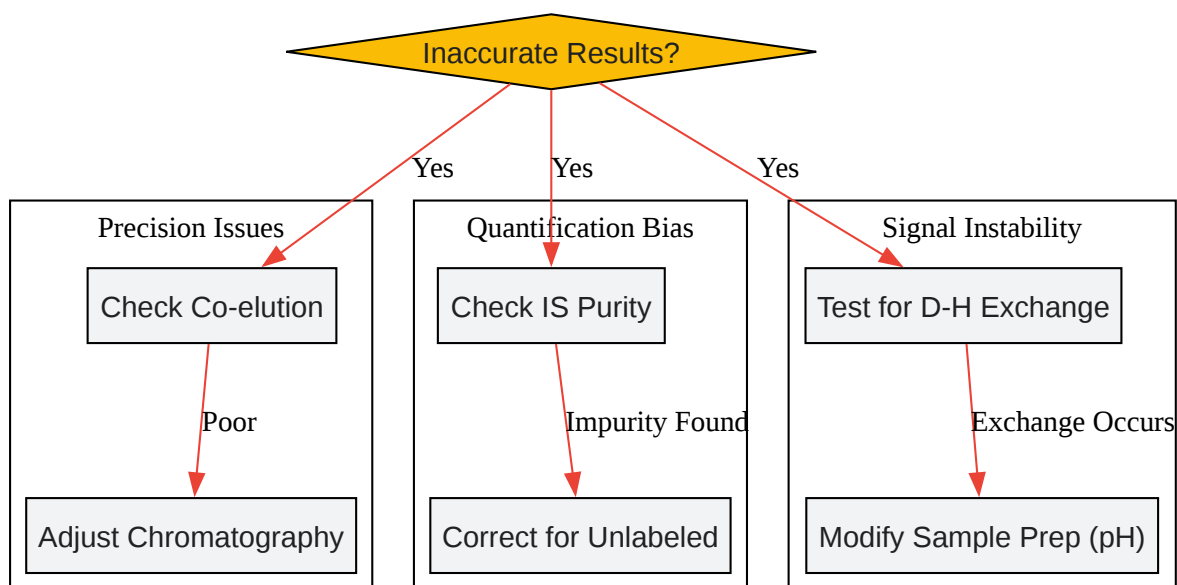 Inaccurate Results?
Yes
Yes
Yes
Precision Issues
Quantification Bias
Signal Instability
Check Co-elution
Check IS Purity
Test for D-H Exchange
Poor
Impurity Found
Exchange Occurs
Adjust Chromatography
Correct for Unlabeled
Modify Sample Prep (pH)